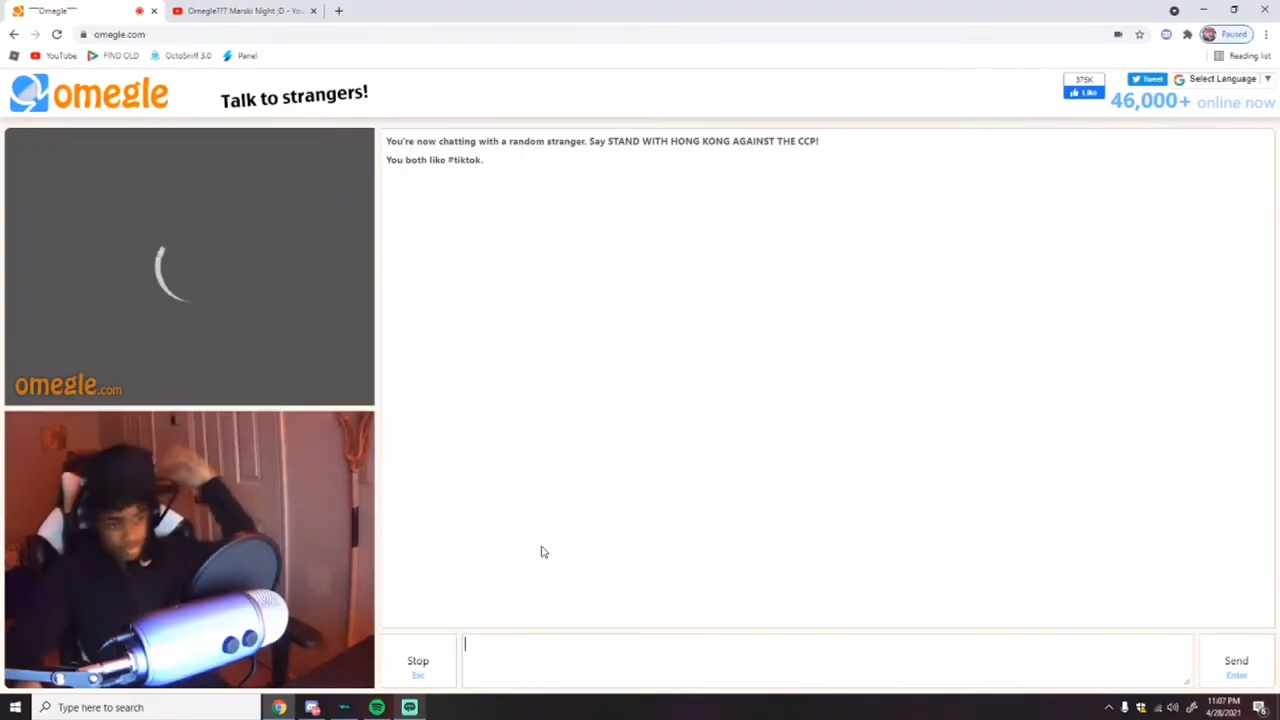 Omegle
Omegle??? Marski Night ;D - You
omegle.com
Paused
YouTube
FIND OLD
OctoSniff 3.0
Panel
Reading list
omegle
Talk to strangers!
375K
Like
Tweet
Select Language
46,000+ online now
You're now chatting with a random stranger. Say STAND WITH HONG KONG AGAINST THE CCP!
You both like #tiktok.
omegle.com
Stop
Esc
Send
Enter
Type here to search
11:07 PM
4/28/2021